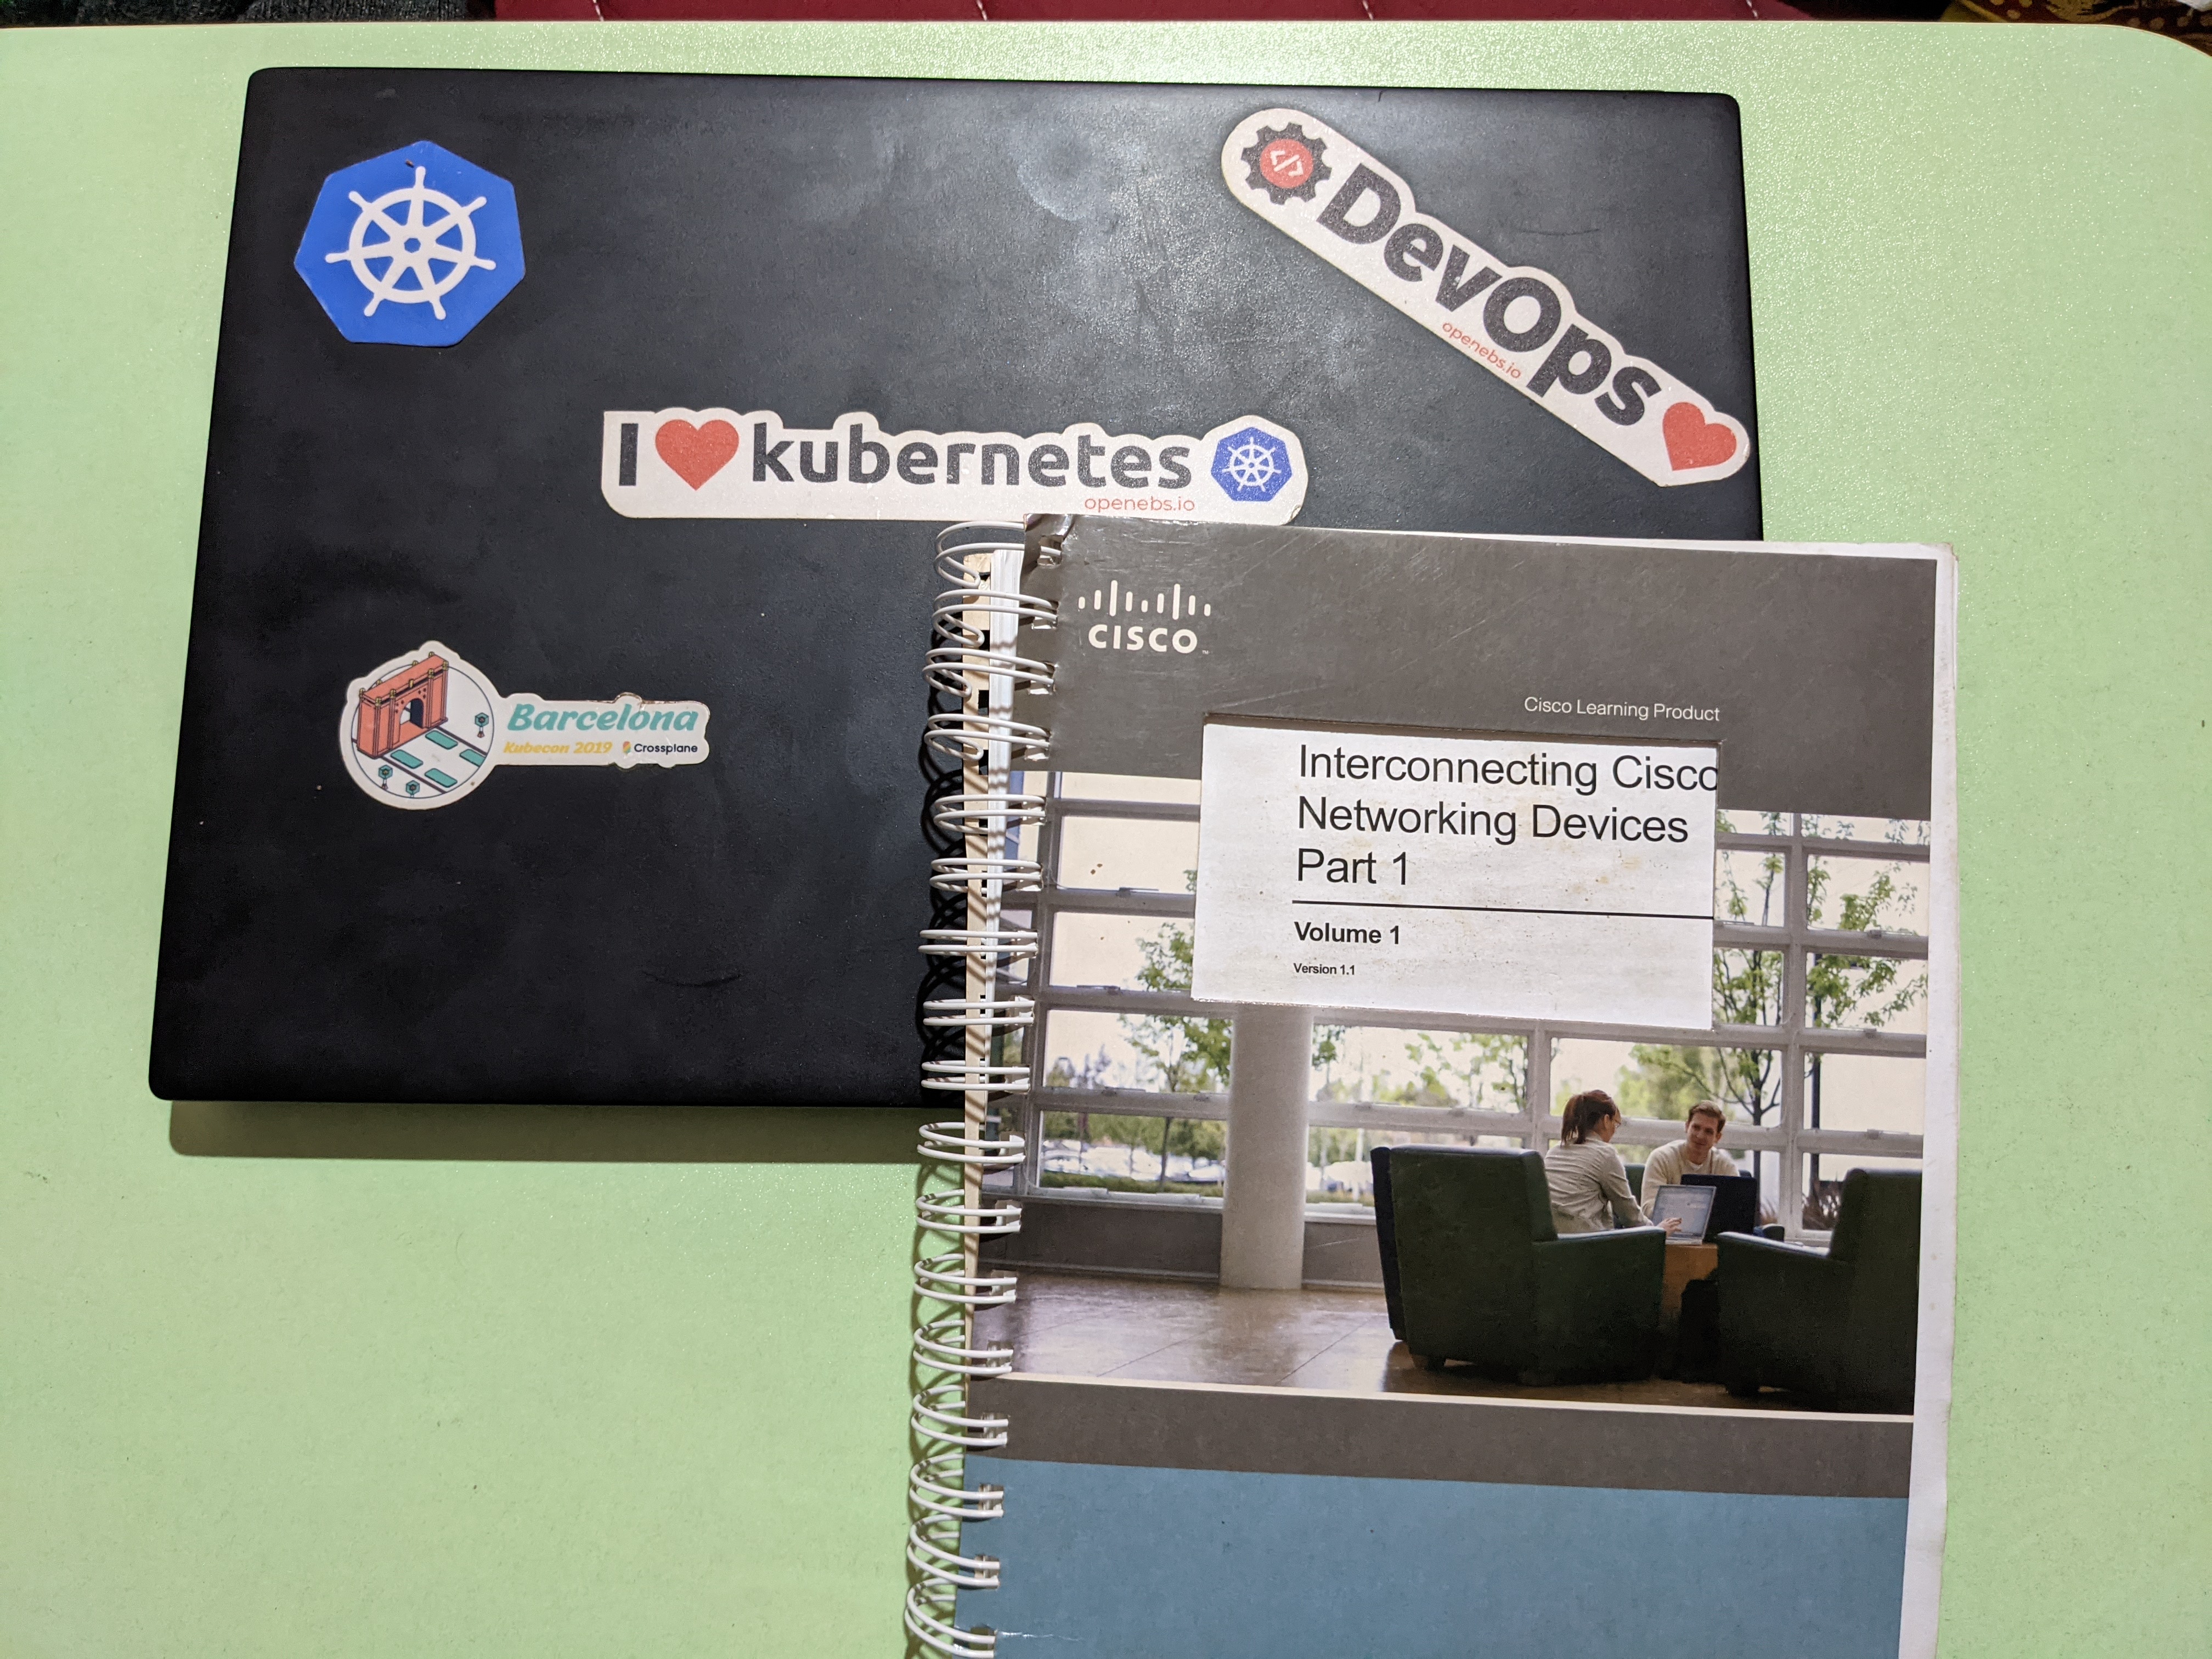 I ❤ kubernetes
openebs.io
DevOps ❤
openebs.io
Barcelona
Kubecon 2019 Crossplane
CISCO
Cisco Learning Product
Interconnecting Cisco
Networking Devices
Part 1
Volume 1
Version 1.1